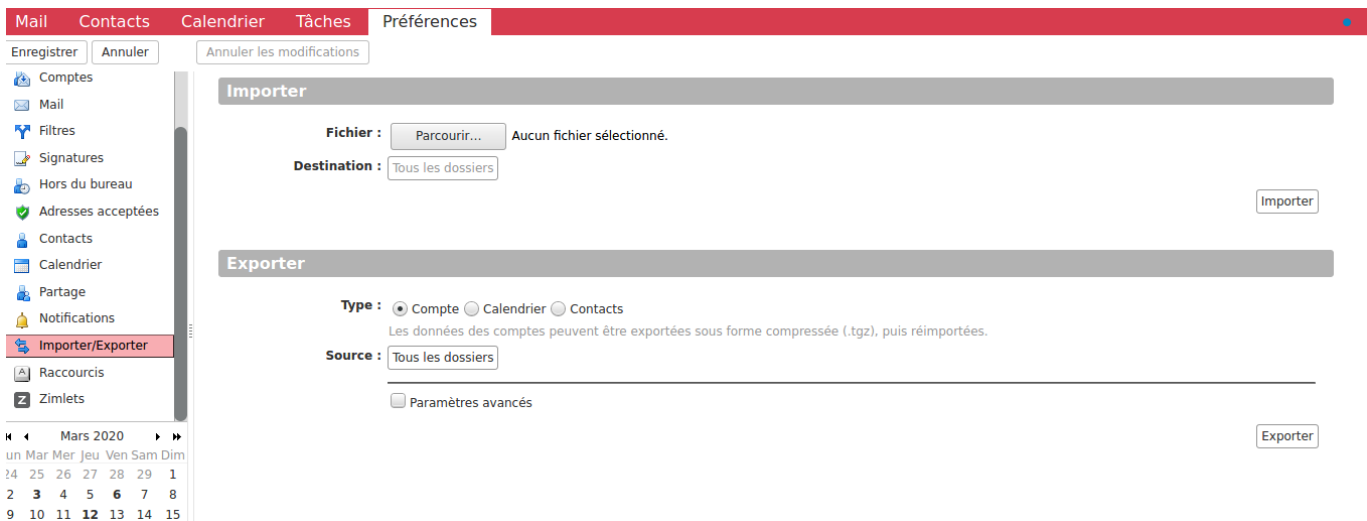 Mail Contacts Calendrier Tâches Préférences
Enregistrer Annuler Annuler les modifications
Comptes
Mail
Filtres
Signatures
Hors du bureau
Adresses acceptées
Contacts
Calendrier
Partage
Notifications
Importer/Exporter
Raccourcis
Zimlets
Mars 2020
un Mar Mer Jeu Ven Sam Dim
24 25 26 27 28 29 1
2 3 4 5 6 7 8
9 10 11 12 13 14 15
Importer
Fichier : Parcourir... Aucun fichier sélectionné.
Destination : Tous les dossiers
Importer
Exporter
Type : Compte Calendrier Contacts
Les données des comptes peuvent être exportées sous forme compressée (.tgz), puis réimportées.
Source : Tous les dossiers
Paramètres avancés
Exporter